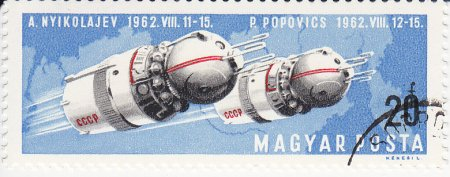 A. NYIKOLAJEV 1962. VIII. 11-15. P. POPOVICS 1962. VIII. 12-15.
CCCP
CCCP
20 f
MAGYAR POSTA